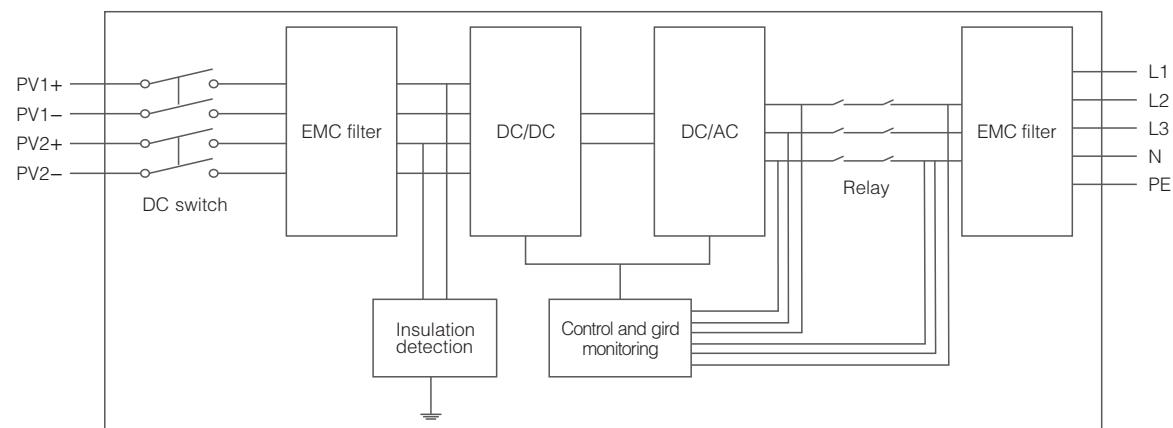 PV1+
PV1−
PV2+
PV2−
DC switch
EMC filter
DC/DC
DC/AC
Relay
EMC filter
L1
L2
L3
N
PE
Insulation
detection
Control and gird
monitoring